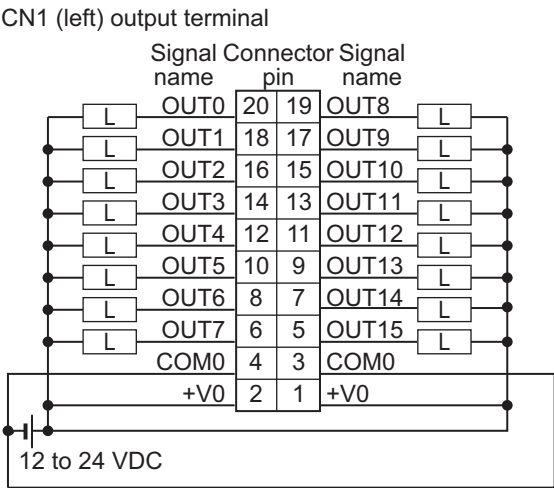 CN1 (left) output terminal
Signal Connector Signal
name pin name
L OUT0 20 19 OUT8 L
L OUT1 18 17 OUT9 L
L OUT2 16 15 OUT10 L
L OUT3 14 13 OUT11 L
L OUT4 12 11 OUT12 L
L OUT5 10 9 OUT13 L
L OUT6 8 7 OUT14 L
L OUT7 6 5 OUT15 L
COM0 4 3 COM0
+V0 2 1 +V0
12 to 24 VDC